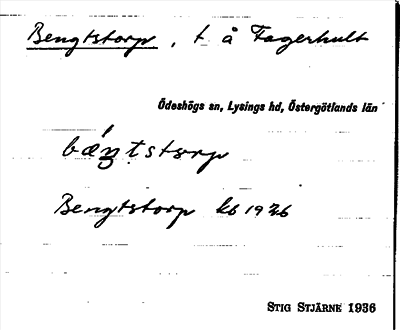 Bengtstorp, t. å Fagerhult
Ödeshögs sn, Lysings hd, Östergötlands län
Bengtstorp kb 1926
STIG STJÄRNE 1936